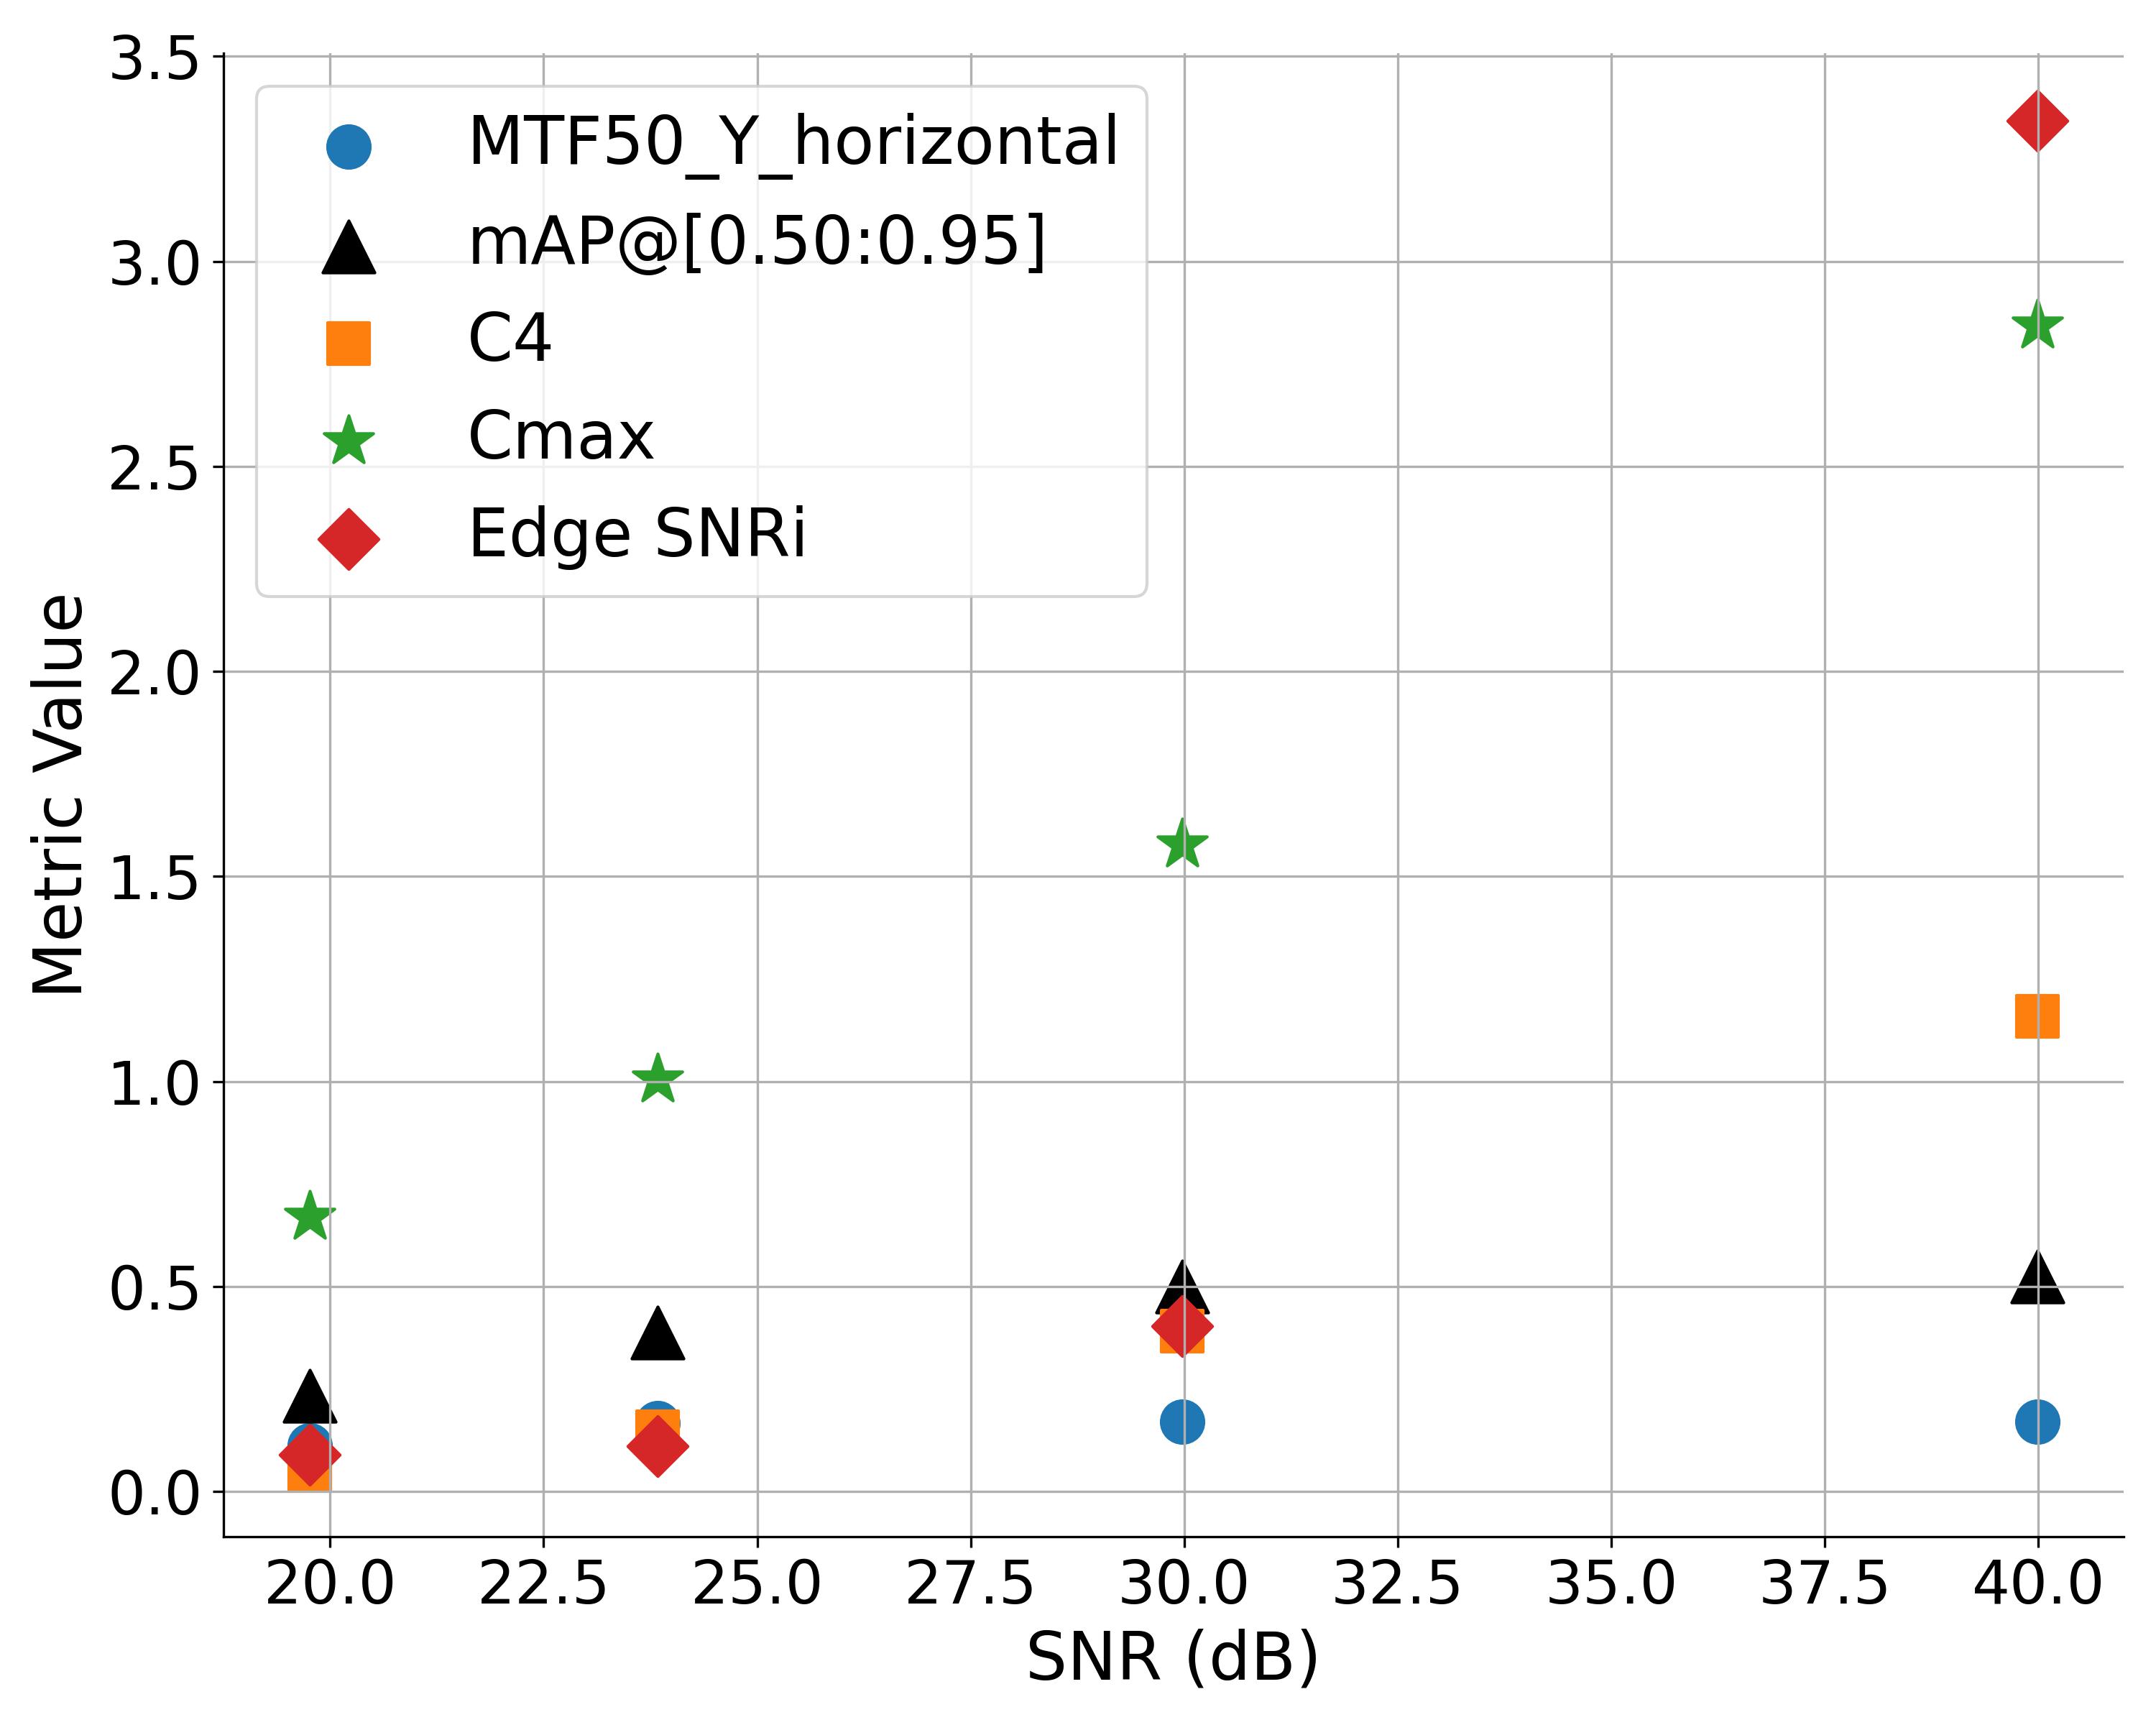 3.5
3.0
2.5
2.0
1.5
1.0
0.5
0.0
Metric Value
MTF50_Y_horizontal
mAP@[0.50:0.95]
C4
Cmax
Edge SNRi
20.0 22.5 25.0 27.5 30.0 32.5 35.0 37.5 40.0
SNR (dB)